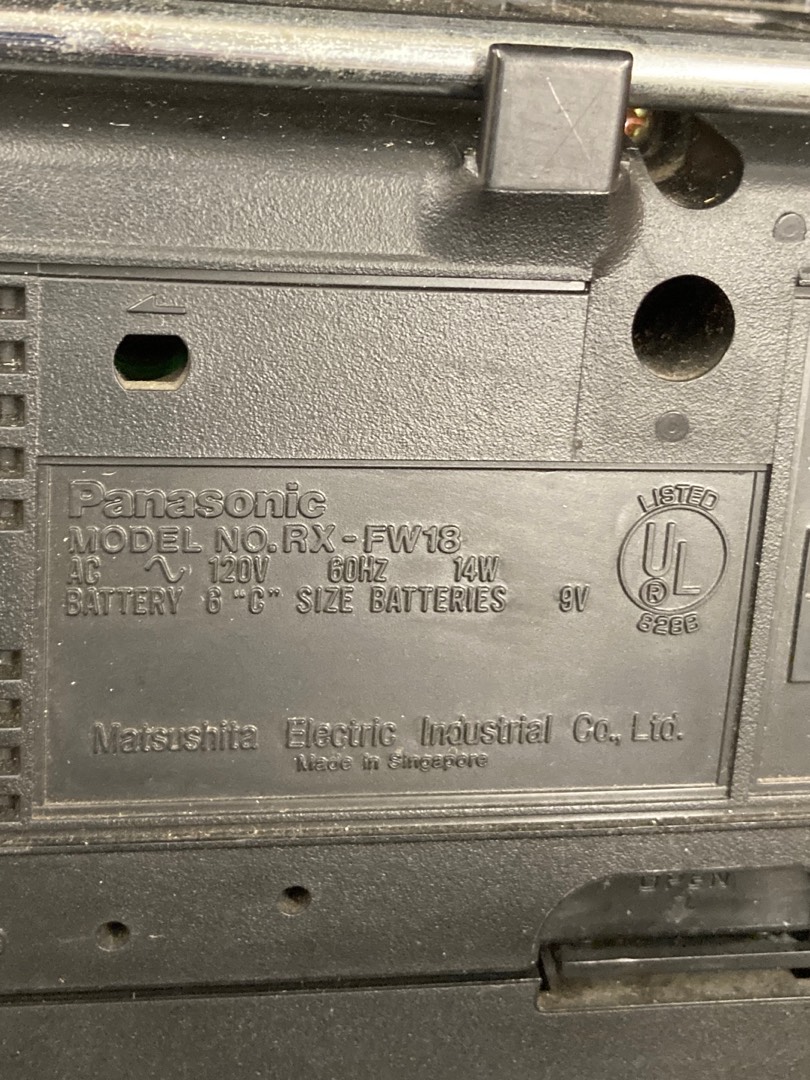 Panasonic
MODEL NO. RX-FW18
AC ∿ 120V 60HZ 14W
BATTERY 6 "C" SIZE BATTERIES 9V
LISTED
UL
®
Matsushita Electric Industrial Co., Ltd.
Made in Singapore
OPEN